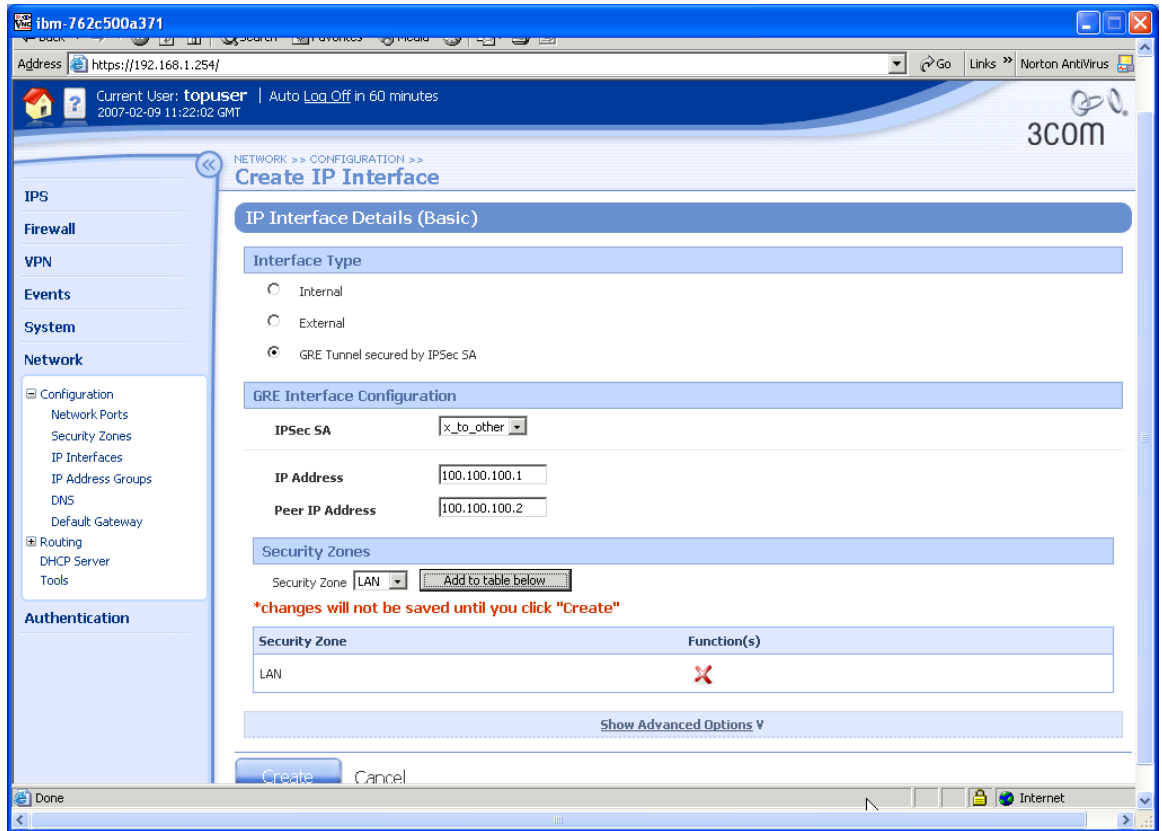 ibm-762c500a371
Back Search Favorites Media
Address https://192.168.1.254/ Go Links » Norton AntiVirus
Current User: topuser | Auto Log Off in 60 minutes
2007-02-09 11:22:02 GMT
3COM
NETWORK >> CONFIGURATION >>
Create IP Interface
IPS
Firewall
VPN
Events
System
Network
Configuration
Network Ports
Security Zones
IP Interfaces
IP Address Groups
DNS
Default Gateway
Routing
DHCP Server
Tools
Authentication
IP Interface Details (Basic)
Interface Type
Internal
External
GRE Tunnel secured by IPSec SA
GRE Interface Configuration
IPSec SA x_to_other
IP Address 100.100.100.1
Peer IP Address 100.100.100.2
Security Zones
Security Zone LAN Add to table below
*changes will not be saved until you click "Create"
Security Zone Function(s)
LAN
Show Advanced Options
Create Cancel
Done Internet